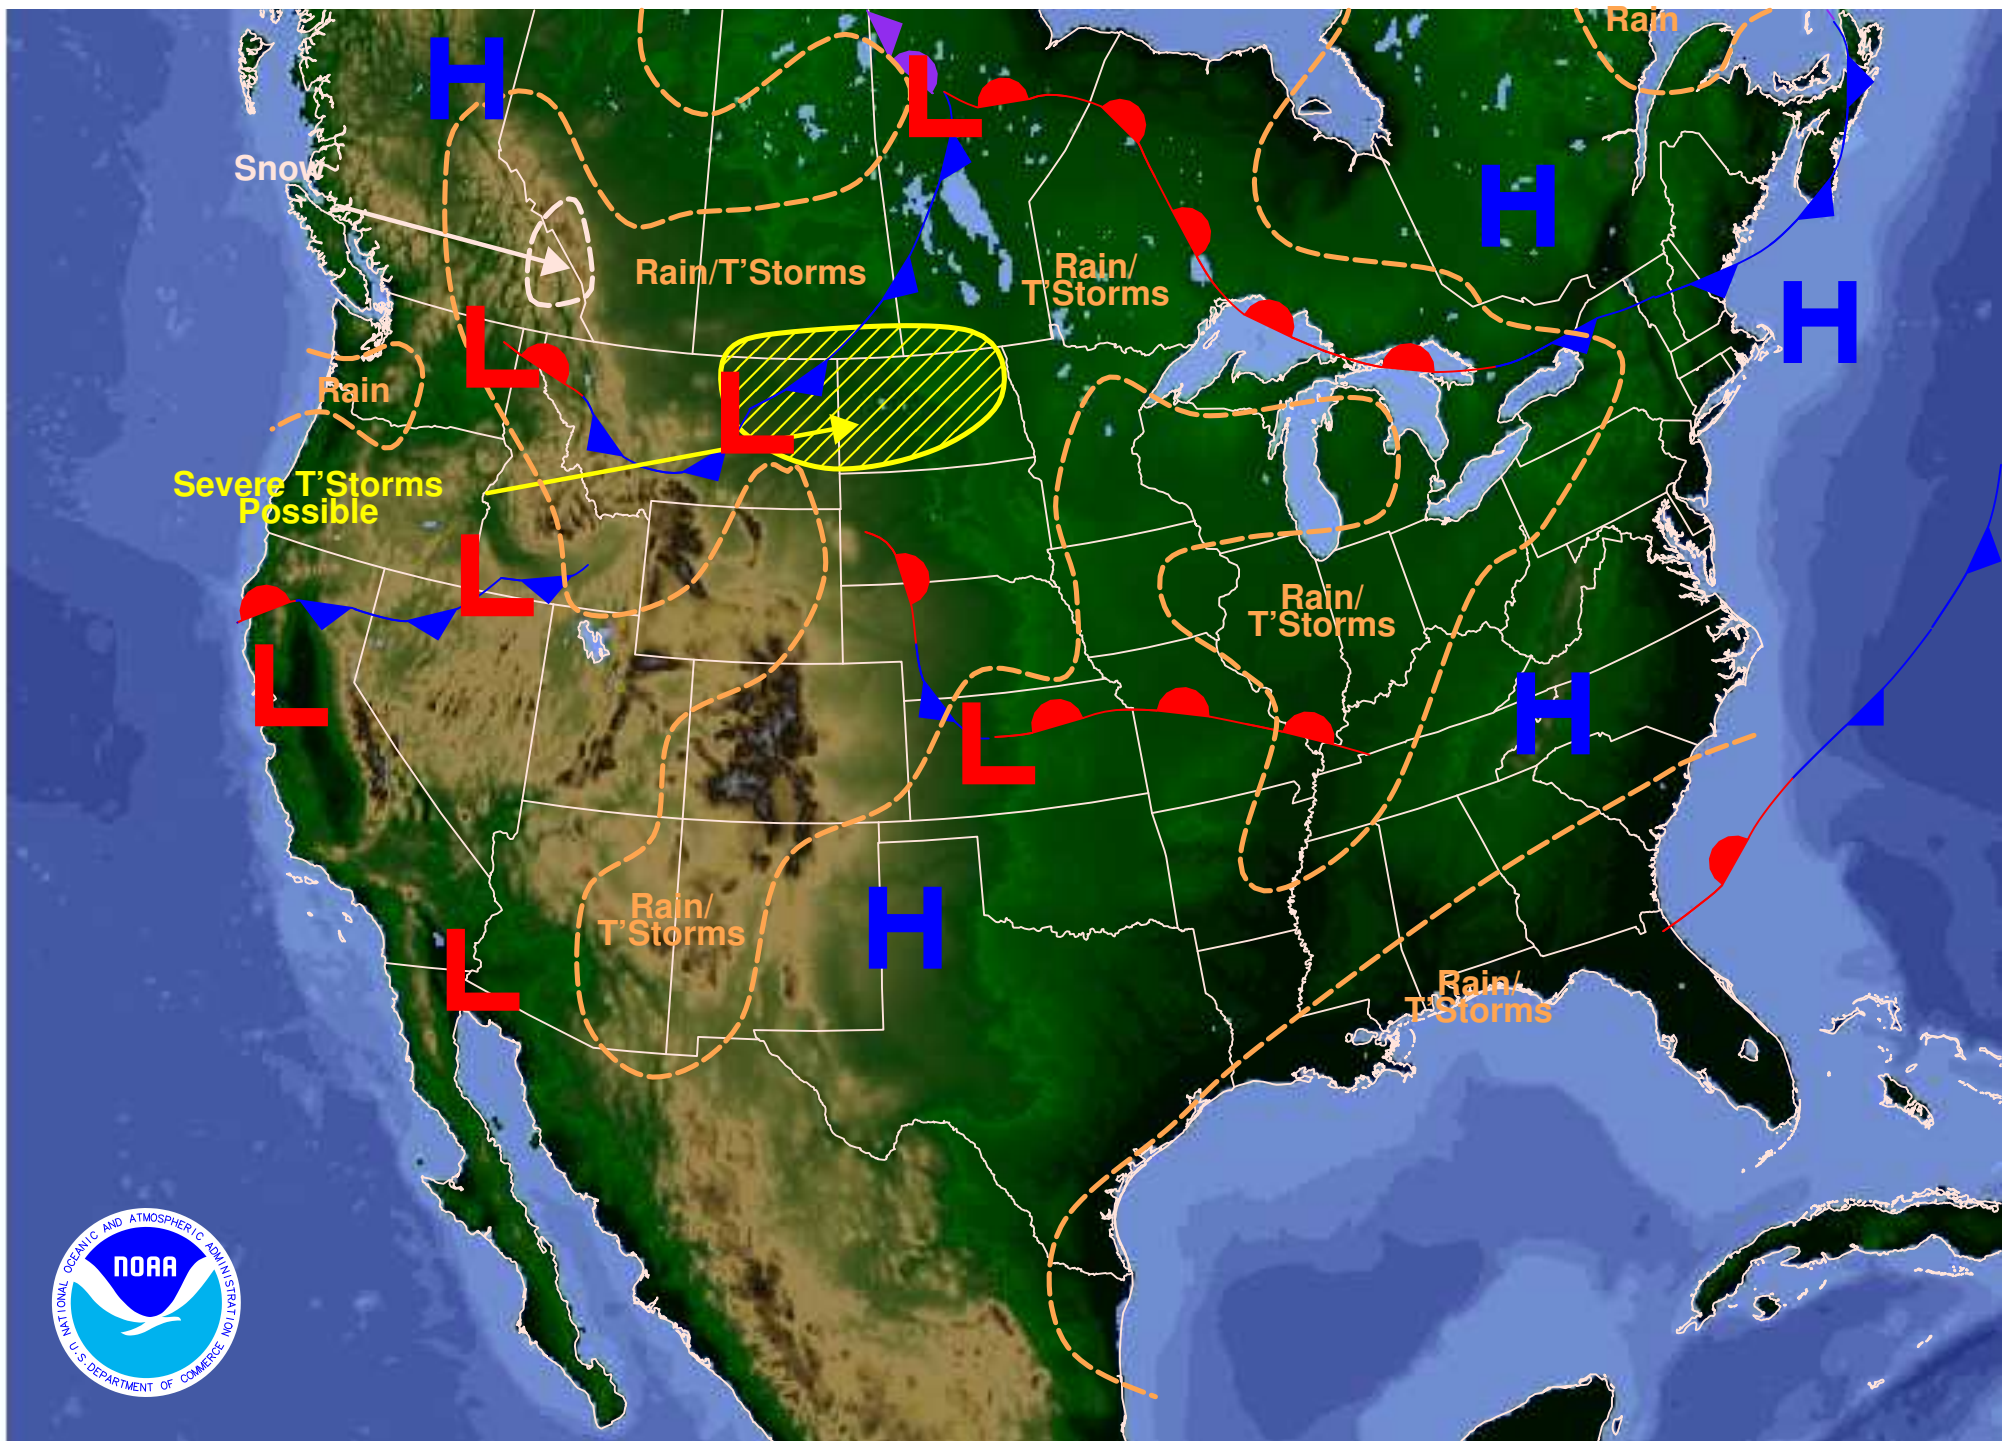 Rain
H
L
Snow
H
Rain/T'Storms
Rain/
T'Storms
H
L
Rain
L
Severe T'Storms
Possible
L
Rain/
T'Storms
L
H
L
Rain/
T'Storms
H
L
Rain/
T'Storms
NATIONAL OCEANIC AND ATMOSPHERIC ADMINISTRATION
NOAA
U.S. DEPARTMENT OF COMMERCE